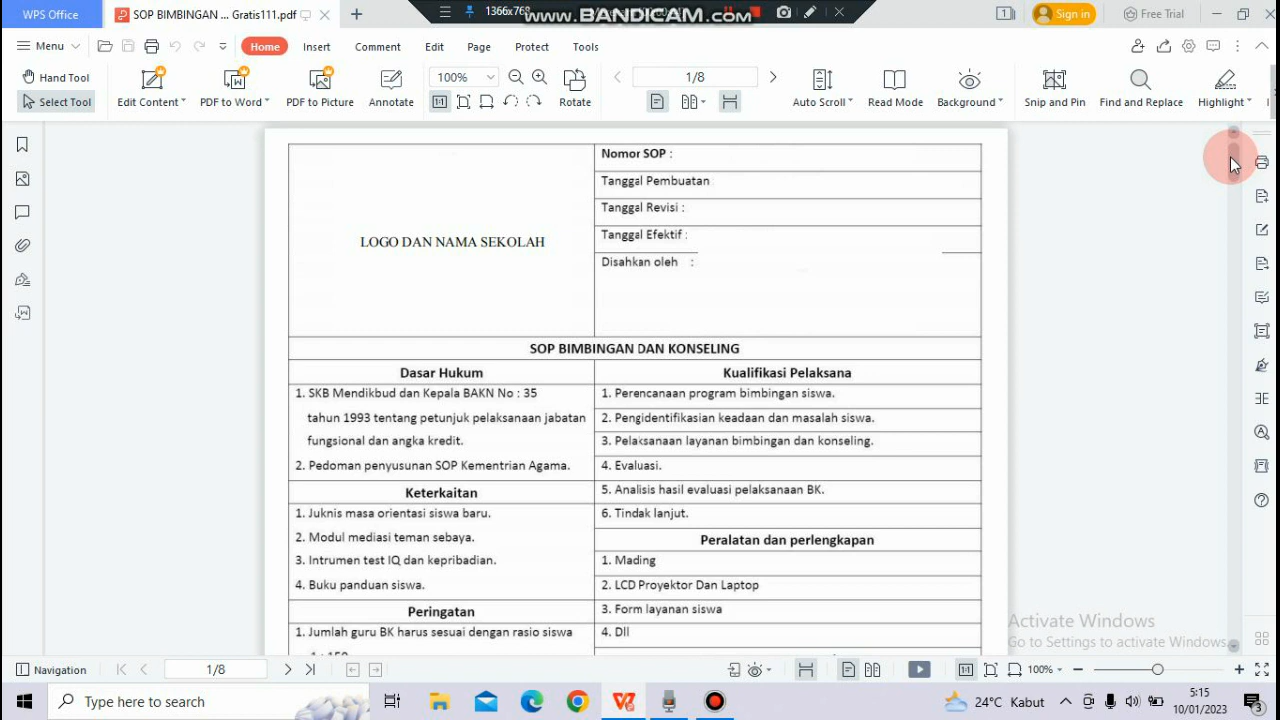 WPS Office
SOP BIMBINGAN ... Gratis111.pdf
1366x768
www.BANDICAM.com
1
Sign in
Free Trial
Menu
Home
Insert
Comment
Edit
Page
Protect
Tools
Hand Tool
Select Tool
Edit Content
PDF to Word
PDF to Picture
Annotate
100%
1:1
Rotate
1/8
Auto Scroll
Read Mode
Background
Snip and Pin
Find and Replace
Highlight
LOGO DAN NAMA SEKOLAH
Nomor SOP :
Tanggal Pembuatan
Tanggal Revisi :
Tanggal Efektif :
Disahkan oleh :
SOP BIMBINGAN DAN KONSELING
Dasar Hukum
1. SKB Mendikbud dan Kepala BAKN No : 35
tahun 1993 tentang petunjuk pelaksanaan jabatan
fungsional dan angka kredit.
2. Pedoman penyusunan SOP Kementrian Agama.
Keterkaitan
1. Juknis masa orientasi siswa baru.
2. Modul mediasi teman sebaya.
3. Intrumen test IQ dan kepribadian.
4. Buku panduan siswa.
Peringatan
1. Jumlah guru BK harus sesuai dengan rasio siswa
Kualifikasi Pelaksana
1. Perencanaan program bimbingan siswa.
2. Pengidentifikasian keadaan dan masalah siswa.
3. Pelaksanaan layanan bimbingan dan konseling.
4. Evaluasi.
5. Analisis hasil evaluasi pelaksanaan BK.
6. Tindak lanjut.
Peralatan dan perlengkapan
1. Mading
2. LCD Proyektor Dan Laptop
3. Form layanan siswa
4. Dll
Activate Windows
Go to Settings to activate Windows.
Navigation
1/8
100%
Type here to search
24°C Kabut
5:15
10/01/2023
3